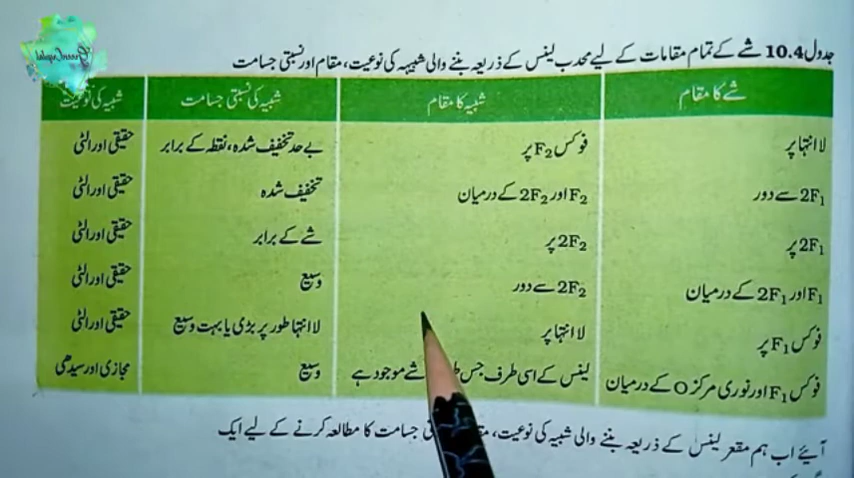 جدول 10.4 شے کے تمام مقامات کے لیے محدب لینس کے ذریعہ بننے والی شبیہہ کی نوعیت، مقام اور نسبتی جسامت
شے کا مقام شبیہ کا مقام شبیہ کی نسبتی جسامت شبیہ کی نوعیت
لا انتہا پر فوکس F₂ پر بے حد تخفیف شدہ، نقطہ کے برابر حقیقی اور الٹی
2F₁ سے دور F₂ اور 2F₂ کے درمیان تخفیف شدہ حقیقی اور الٹی
2F₁ پر 2F₂ پر شے کے برابر حقیقی اور الٹی
F₁ اور 2F₁ کے درمیان 2F₂ سے دور وسیع حقیقی اور الٹی
فوکس F₁ پر لا انتہا پر لا انتہا طور پر بڑی یا بہت وسیع حقیقی اور الٹی
فوکس F₁ اور نوری مرکز O کے درمیان لینس کے اسی طرف جس شے موجود ہے وسیع مجازی اور سیدھی
آیئے اب ہم مقعر لینس کے ذریعہ بننے والی شبیہ کی نوعیت، جسامت کا مطالعہ کرنے کے لیے ایک